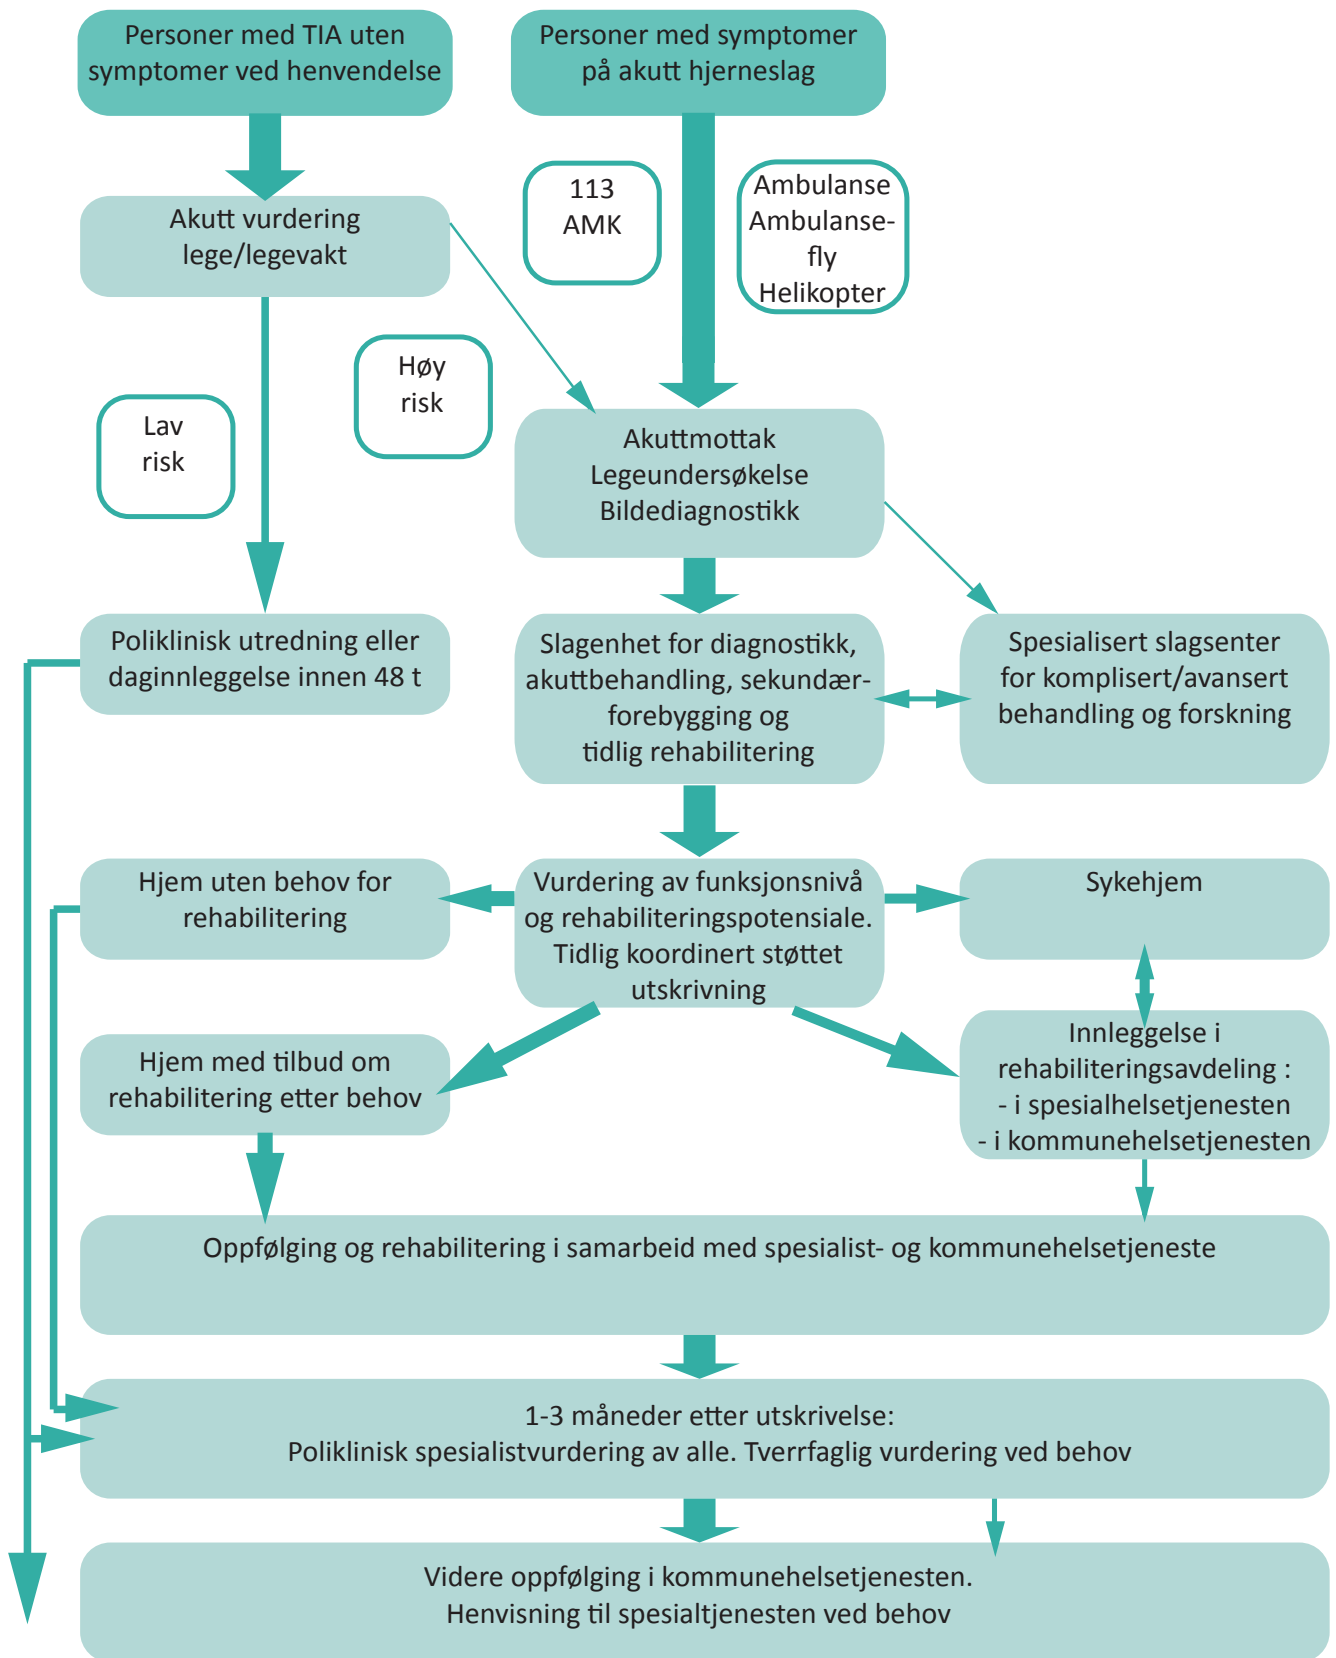 Personer med TIA uten
symptomer ved henvendelse
Personer med symptomer
på akutt hjerneslag
113
AMK
Ambulanse
Ambulanse-
fly
Helikopter
Akutt vurdering
lege/legevakt
Høy
risk
Lav
risk
Akuttmottak
Legeundersøkelse
Bildediagnostikk
Poliklinisk utredning eller
daginnleggelse innen 48 t
Slagenhet for diagnostikk,
akuttbehandling, sekundær-
forebygging og
tidlig rehabilitering
Spesialisert slagsenter
for komplisert/avansert
behandling og forskning
Hjem uten behov for
rehabilitering
Vurdering av funksjonsnivå
og rehabiliteringspotensiale.
Tidlig koordinert støttet
utskrivning
Sykehjem
Hjem med tilbud om
rehabilitering etter behov
Innleggelse i
rehabiliteringsavdeling :
- i spesialhelsetjenesten
- i kommunehelsetjenesten
Oppfølging og rehabilitering i samarbeid med spesialist- og kommunehelsetjeneste
1-3 måneder etter utskrivelse:
Poliklinisk spesialistvurdering av alle. Tverrfaglig vurdering ved behov
Videre oppfølging i kommunehelsetjenesten.
Henvisning til spesialtjenesten ved behov